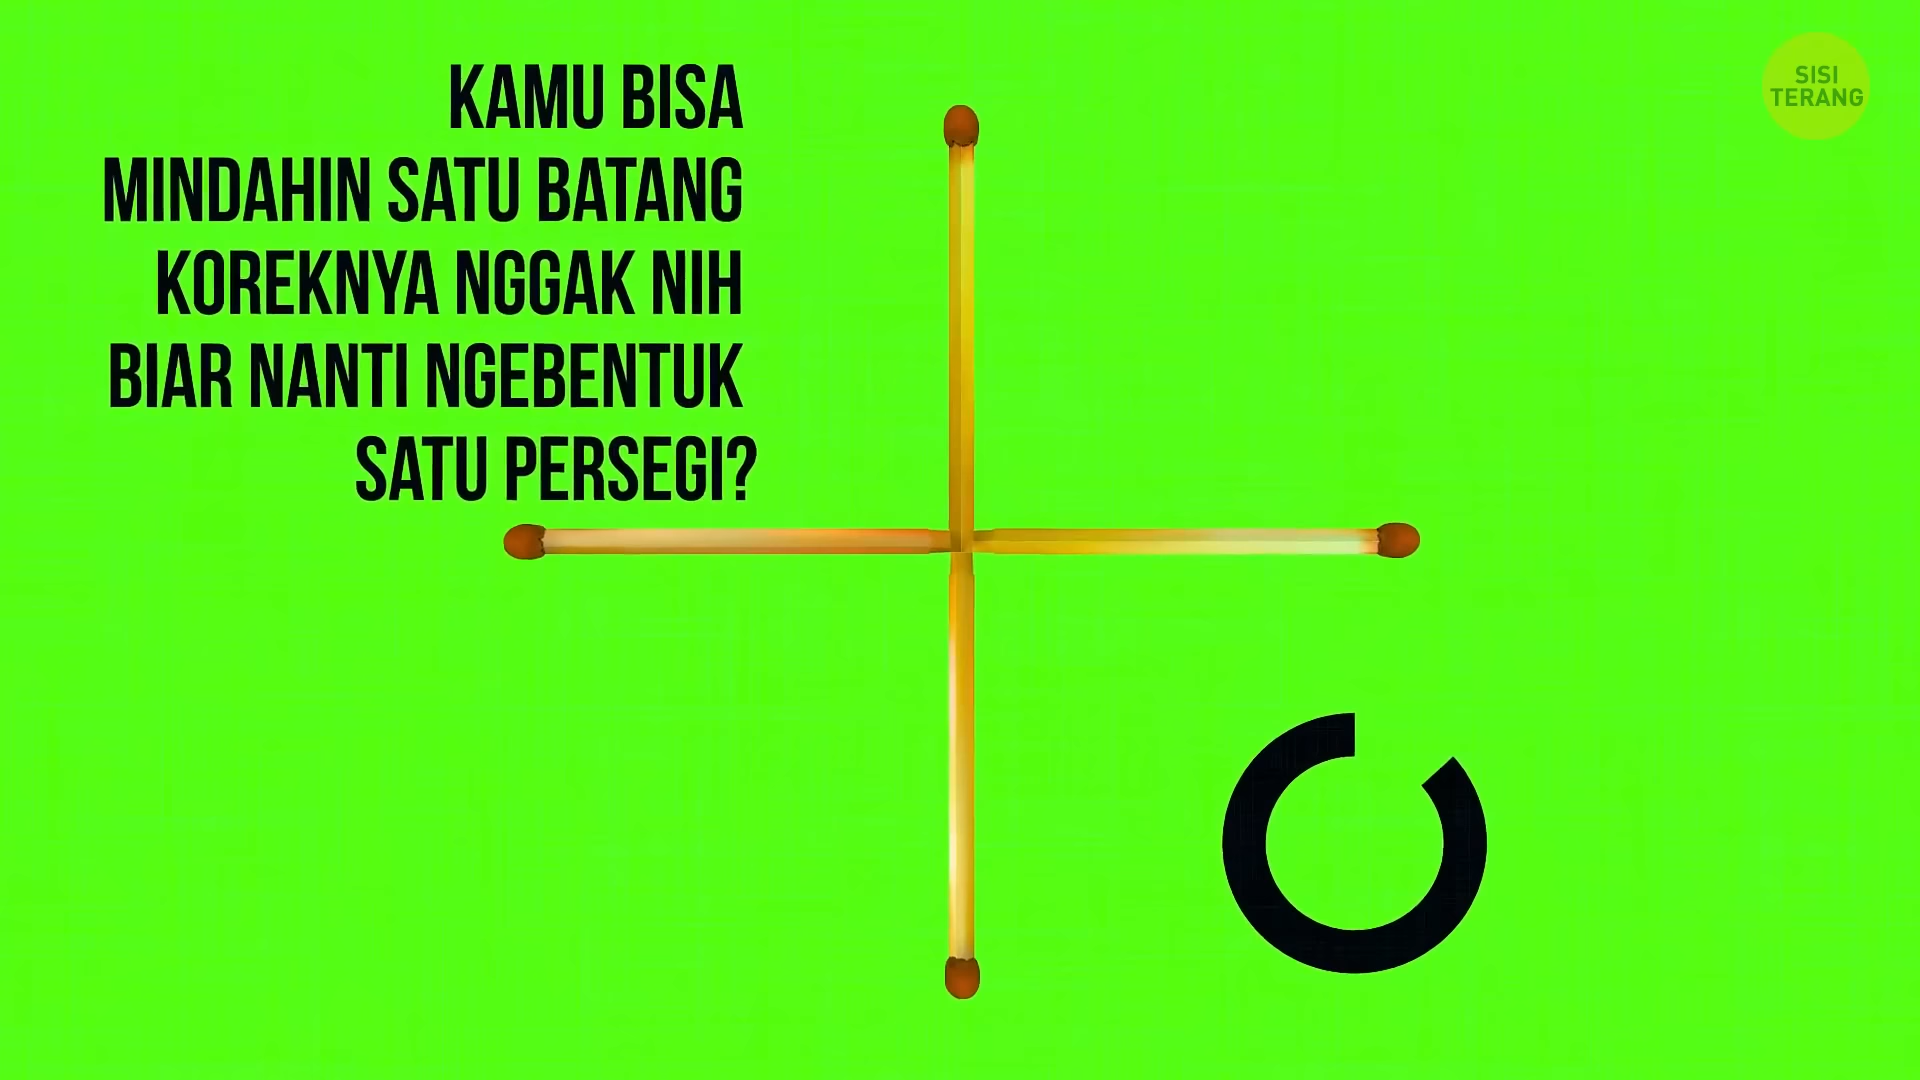 KAMU BISA
MINDAHIN SATU BATANG
KOREKNYA NGGAK NIH
BIAR NANTI NGEBENTUK
SATU PERSEGI?
SISI
TERANG